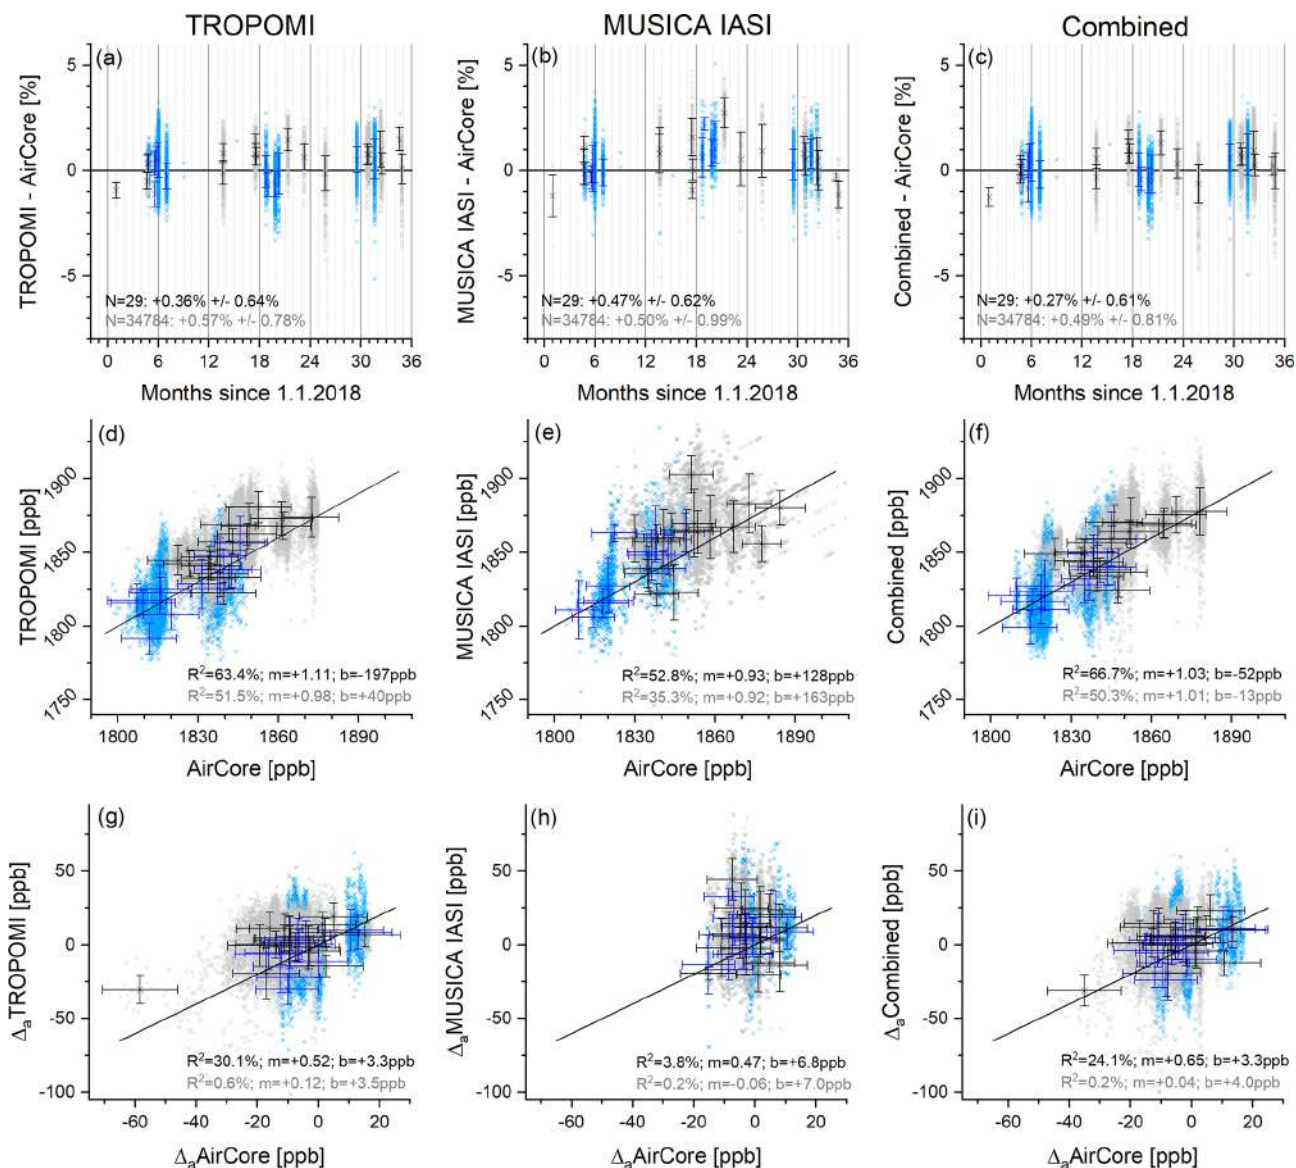 TROPOMI
MUSICA IASI
Combined
(a)
TROPOMI - AirCore [%]
5
0
-5
N=29: +0.36% +/- 0.64%
N=34784: +0.57% +/- 0.78%
0 6 12 18 24 30 36
Months since 1.1.2018
(b)
MUSICA IASI - AirCore [%]
5
0
-5
N=29: +0.47% +/- 0.62%
N=34784: +0.50% +/- 0.99%
0 6 12 18 24 30 36
Months since 1.1.2018
(c)
Combined - AirCore [%]
5
0
-5
N=29: +0.27% +/- 0.61%
N=34784: +0.49% +/- 0.81%
0 6 12 18 24 30 36
Months since 1.1.2018
(d)
TROPOMI [ppb]
1900
1850
1800
1750
R²=63.4%; m=+1.11; b=-197ppb
R²=51.5%; m=+0.98; b=+40ppb
1800 1830 1860 1890
AirCore [ppb]
(e)
MUSICA IASI [ppb]
1900
1850
1800
1750
R²=52.8%; m=+0.93; b=+128ppb
R²=35.3%; m=+0.92; b=+163ppb
1800 1830 1860 1890
AirCore [ppb]
(f)
Combined [ppb]
1900
1850
1800
1750
R²=66.7%; m=+1.03; b=-52ppb
R²=50.3%; m=+1.01; b=-13ppb
1800 1830 1860 1890
AirCore [ppb]
(g)
ΔₐTROPOMI [ppb]
50
0
-50
-100
R²=30.1%; m=+0.52; b=+3.3ppb
R²=0.6%; m=+0.12; b=+3.5ppb
-60 -40 -20 0 20
ΔₐAirCore [ppb]
(h)
ΔₐMUSICA IASI [ppb]
50
0
-50
-100
R²=3.8%; m=0.47; b=+6.8ppb
R²=0.2%; m=-0.06; b=+7.0ppb
-60 -40 -20 0 20
ΔₐAirCore [ppb]
(i)
ΔₐCombined [ppb]
50
0
-50
-100
R²=24.1%; m=+0.65; b=+3.3ppb
R²=0.2%; m=+0.04; b=+4.0ppb
-60 -40 -20 0 20
ΔₐAirCore [ppb]